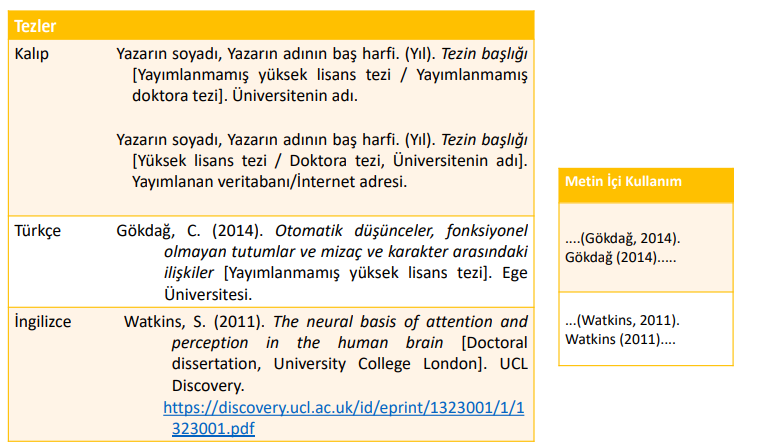 Tezler
Kalıp
Yazarın soyadı, Yazarın adının baş harfi. (Yıl). Tezin başlığı
[Yayımlanmamış yüksek lisans tezi / Yayımlanmamış
doktora tezi]. Üniversitenin adı.
Yazarın soyadı, Yazarın adının baş harfi. (Yıl). Tezin başlığı
[Yüksek lisans tezi / Doktora tezi, Üniversitenin adı].
Yayımlanan veritabanı/İnternet adresi.
Türkçe
Gökdağ, C. (2014). Otomatik düşünceler, fonksiyonel
olmayan tutumlar ve mizaç ve karakter arasındaki
ilişkiler [Yayımlanmamış yüksek lisans tezi]. Ege
Üniversitesi.
İngilizce
Watkins, S. (2011). The neural basis of attention and
perception in the human brain [Doctoral
dissertation, University College London]. UCL
Discovery.
https://discovery.ucl.ac.uk/id/eprint/1323001/1/1
323001.pdf
Metin İçi Kullanım
....(Gökdağ, 2014).
Gökdağ (2014).....
...(Watkins, 2011).
Watkins (2011)....